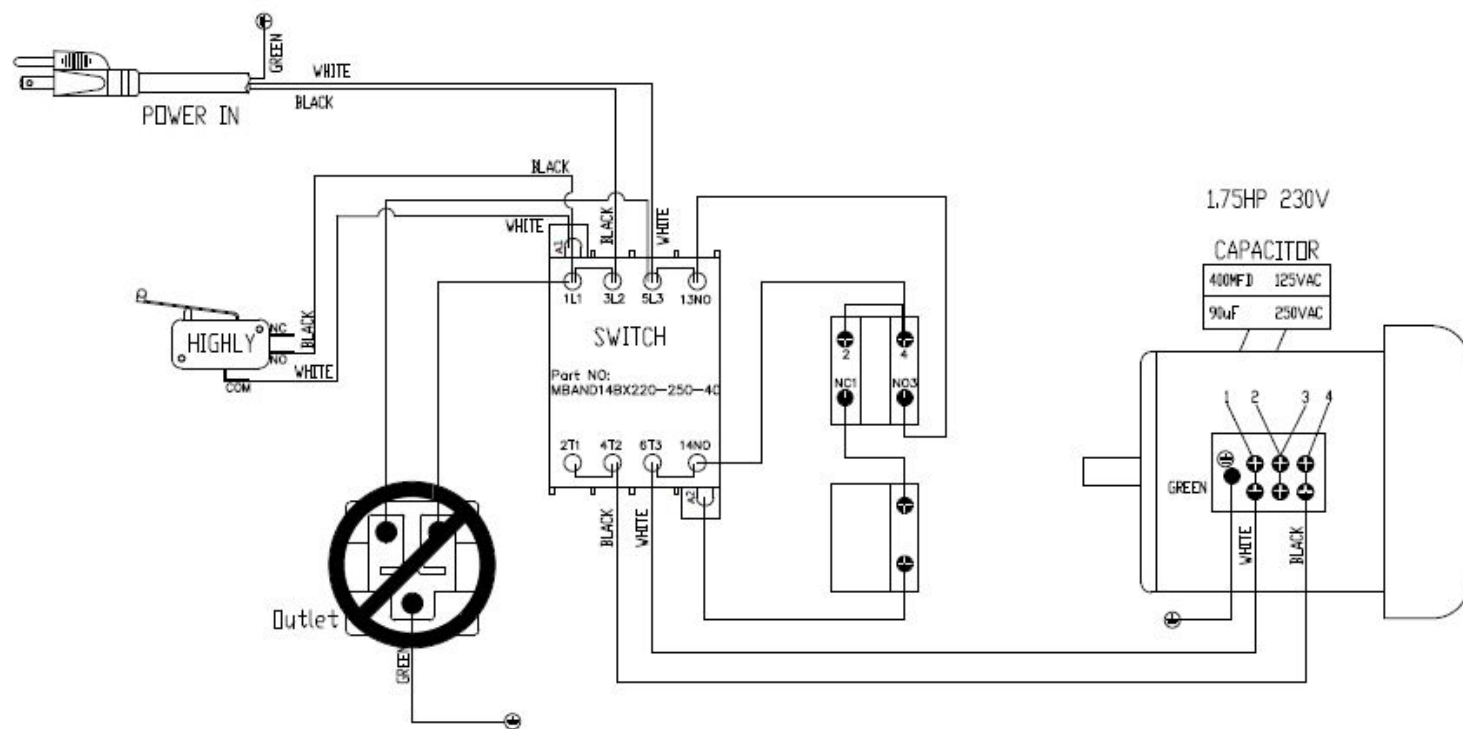 GREEN
WHITE
BLACK
POWER IN
BLACK
WHITE
BLACK
WHITE
A1
1L1
3L2
5L3
13NO
SWITCH
Part NO:
MBAND14BX220-250-4C
2T1
4T2
6T3
14NO
A2
HIGHLY
NC
NO
COM
BLACK
WHITE
2
4
NC1
NO3
1.75HP 230V
CAPACITOR
400MFD 125VAC
90uF 250VAC
1
2
3
4
GREEN
WHITE
BLACK
BLACK
WHITE
Outlet
GREEN